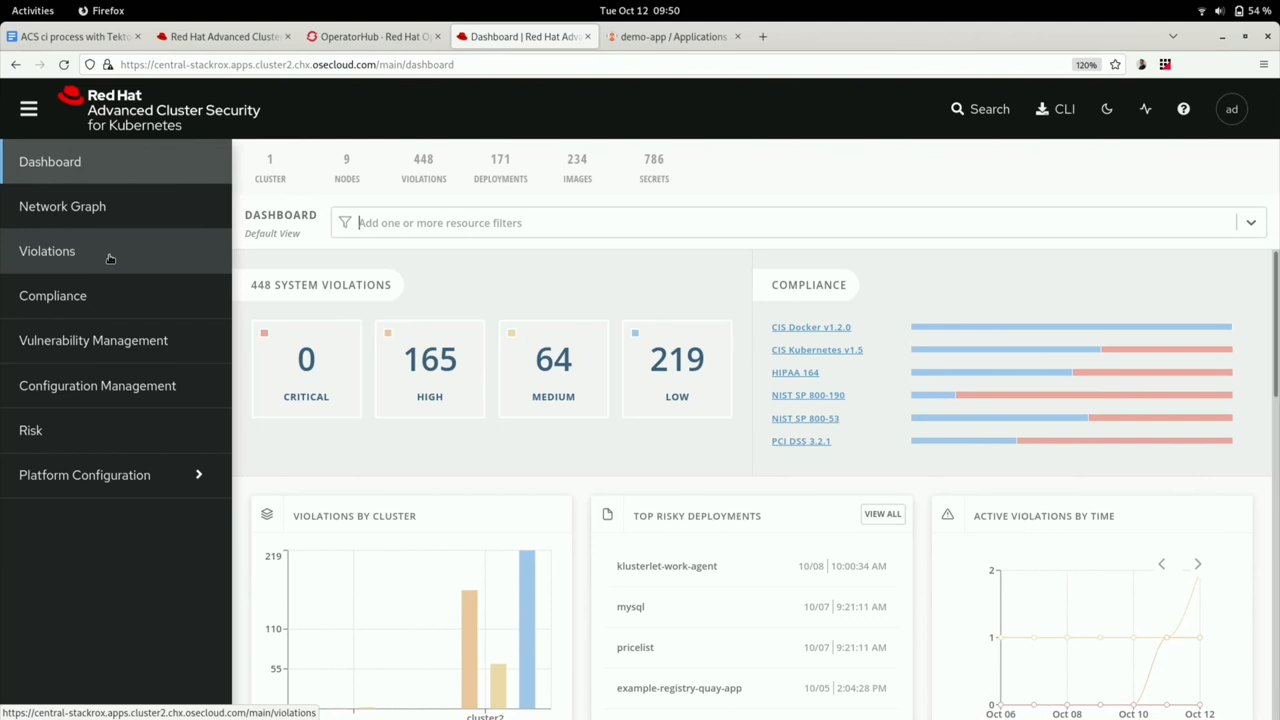 Activities
Firefox
Tue Oct 12 09:50
54 %
ACS ci process with Tekto
Red Hat Advanced Cluster
OperatorHub · Red Hat Op
Dashboard | Red Hat Adva
demo-app / Applications -
https://central-stackrox.apps.cluster2.chx.osecloud.com/main/dashboard
120%
Red Hat
Advanced Cluster Security
for Kubernetes
Search
CLI
ad
Dashboard
Network Graph
Violations
Compliance
Vulnerability Management
Configuration Management
Risk
Platform Configuration
1
CLUSTER
9
NODES
448
VIOLATIONS
171
DEPLOYMENTS
234
IMAGES
786
SECRETS
DASHBOARD
Default View
Add one or more resource filters
448 SYSTEM VIOLATIONS
0
CRITICAL
165
HIGH
64
MEDIUM
219
LOW
COMPLIANCE
CIS Docker v1.2.0
CIS Kubernetes v1.5
HIPAA 164
NIST SP 800-190
NIST SP 800-53
PCI DSS 3.2.1
VIOLATIONS BY CLUSTER
219
110
55
cluster2
TOP RISKY DEPLOYMENTS
VIEW ALL
klusterlet-work-agent
10/08 | 10:00:34 AM
mysql
10/07 | 9:21:11 AM
pricelist
10/07 | 9:21:11 AM
example-registry-quay-app
10/05 | 2:04:28 PM
ACTIVE VIOLATIONS BY TIME
2
1
0
Oct 06
Oct 08
Oct 10
Oct 12
https://central-stackrox.apps.cluster2.chx.osecloud.com/main/violations